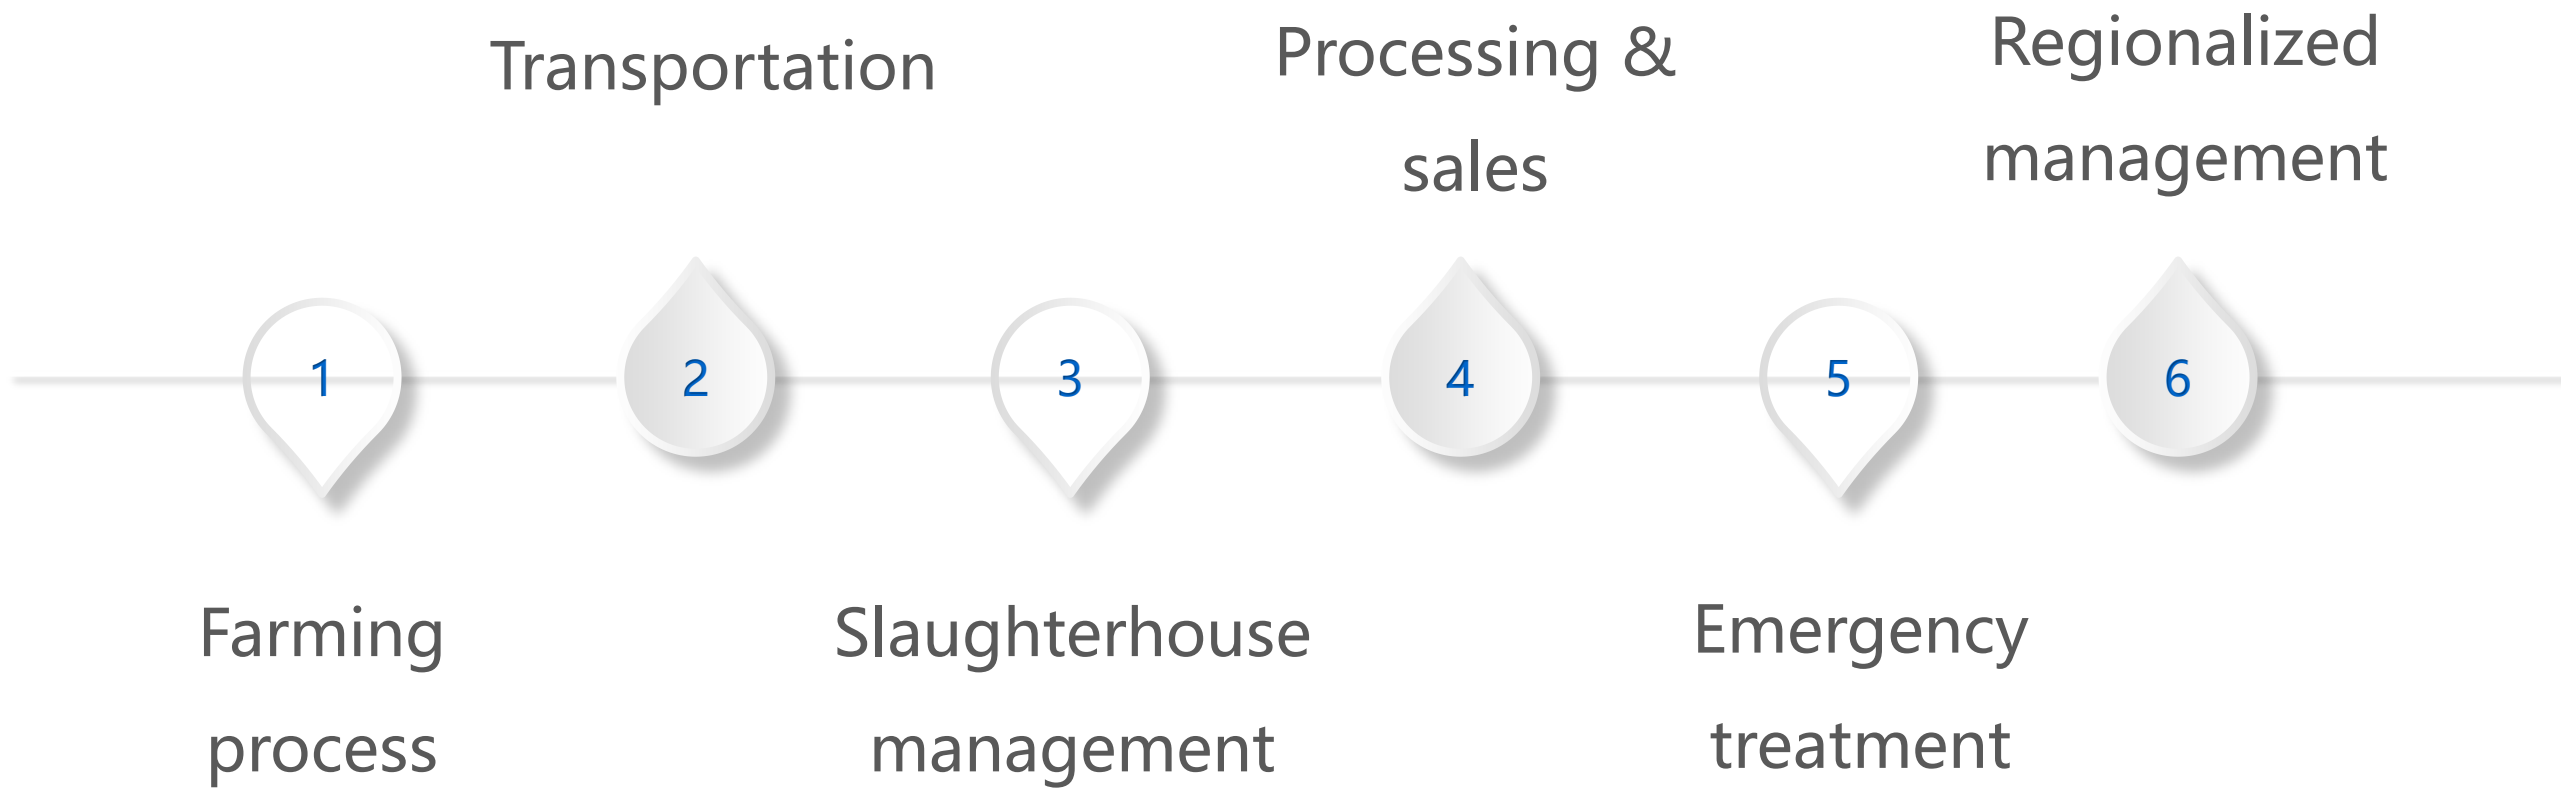 Transportation
Processing &
sales
Regionalized
management
1
2
3
4
5
6
Farming
process
Slaughterhouse
management
Emergency
treatment